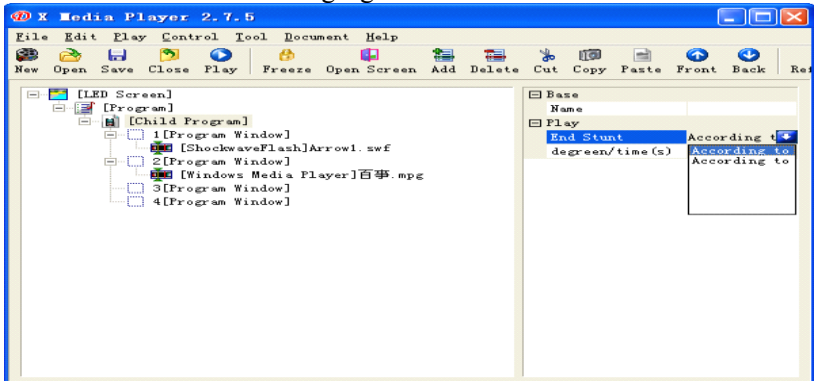 X Media Player 2.7.5
File Edit Play Control Tool Document Help
New Open Save Close Play Freeze Open Screen Add Delete Cut Copy Paste Front Back Ref
[LED Screen]
[Program]
[Child Program]
1[Program Window]
[ShockwaveFlash]Arrow1.swf
2[Program Window]
[Windows Media Player]百事.mpg
3[Program Window]
4[Program Window]
Base
Name
Play
End Stunt According t
degreen/time(s) According to
According to